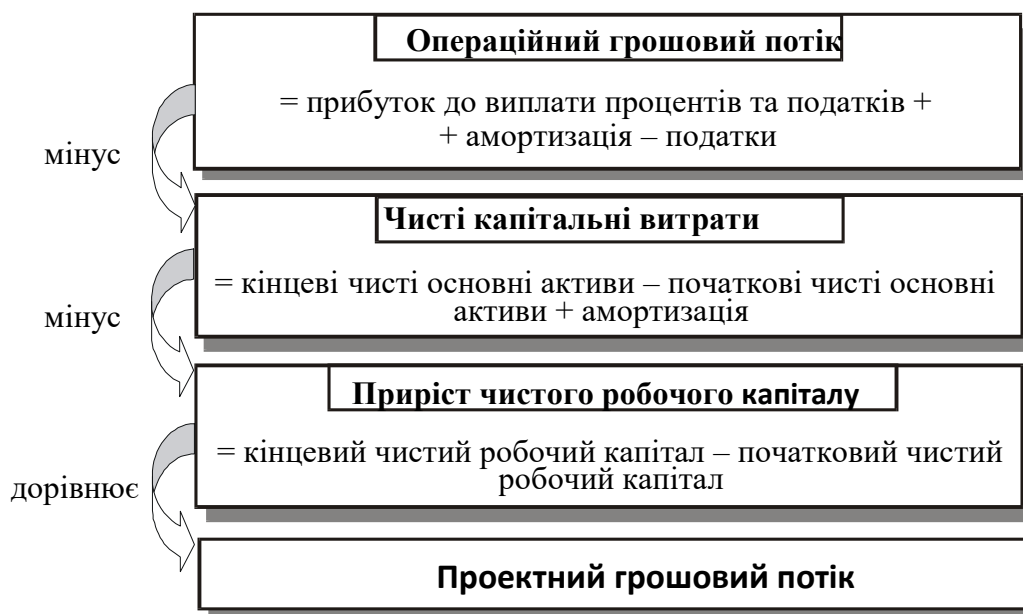 Операційний грошовий потік
= прибуток до виплати процентів та податків +
+ амортизація – податки
мінус
Чисті капітальні витрати
= кінцеві чисті основні активи – початкові чисті основні
активи + амортизація
мінус
Приріст чистого робочого капіталу
= кінцевий чистий робочий капітал – початковий чистий
робочий капітал
дорівнює
Проектний грошовий потік